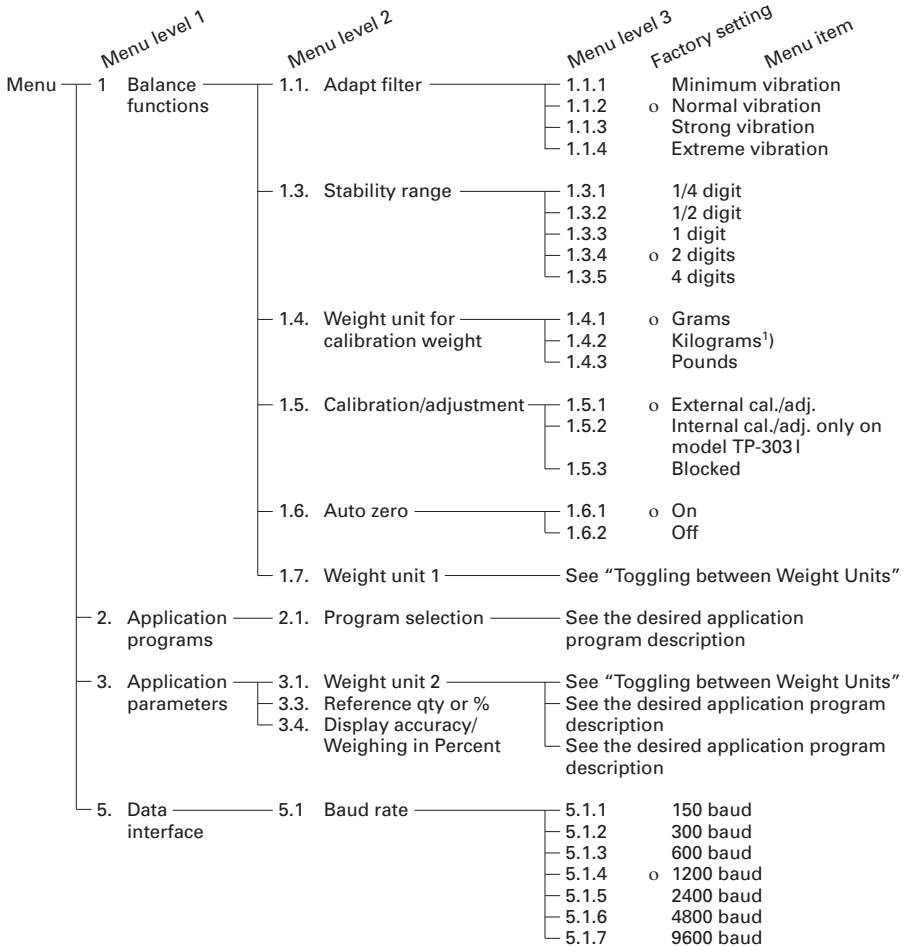 Menu level 1 Menu level 2 Menu level 3 Factory setting Menu item
Menu 1 Balance 1.1. Adapt filter 1.1.1 Minimum vibration
functions 1.1.2 o Normal vibration
1.1.3 Strong vibration
1.1.4 Extreme vibration
1.3. Stability range 1.3.1 1/4 digit
1.3.2 1/2 digit
1.3.3 1 digit
1.3.4 o 2 digits
1.3.5 4 digits
1.4. Weight unit for 1.4.1 o Grams
calibration weight 1.4.2 Kilograms¹)
1.4.3 Pounds
1.5. Calibration/adjustment 1.5.1 o External cal./adj.
1.5.2 Internal cal./adj. only on
model TP-303 I
1.5.3 Blocked
1.6. Auto zero 1.6.1 o On
1.6.2 Off
1.7. Weight unit 1 See “Toggling between Weight Units”
2. Application 2.1. Program selection See the desired application
programs program description
3. Application 3.1. Weight unit 2 See “Toggling between Weight Units”
parameters 3.3. Reference qty or % See the desired application program
3.4. Display accuracy/ description
Weighing in Percent See the desired application program
description
5. Data 5.1 Baud rate 5.1.1 150 baud
interface 5.1.2 300 baud
5.1.3 600 baud
5.1.4 o 1200 baud
5.1.5 2400 baud
5.1.6 4800 baud
5.1.7 9600 baud